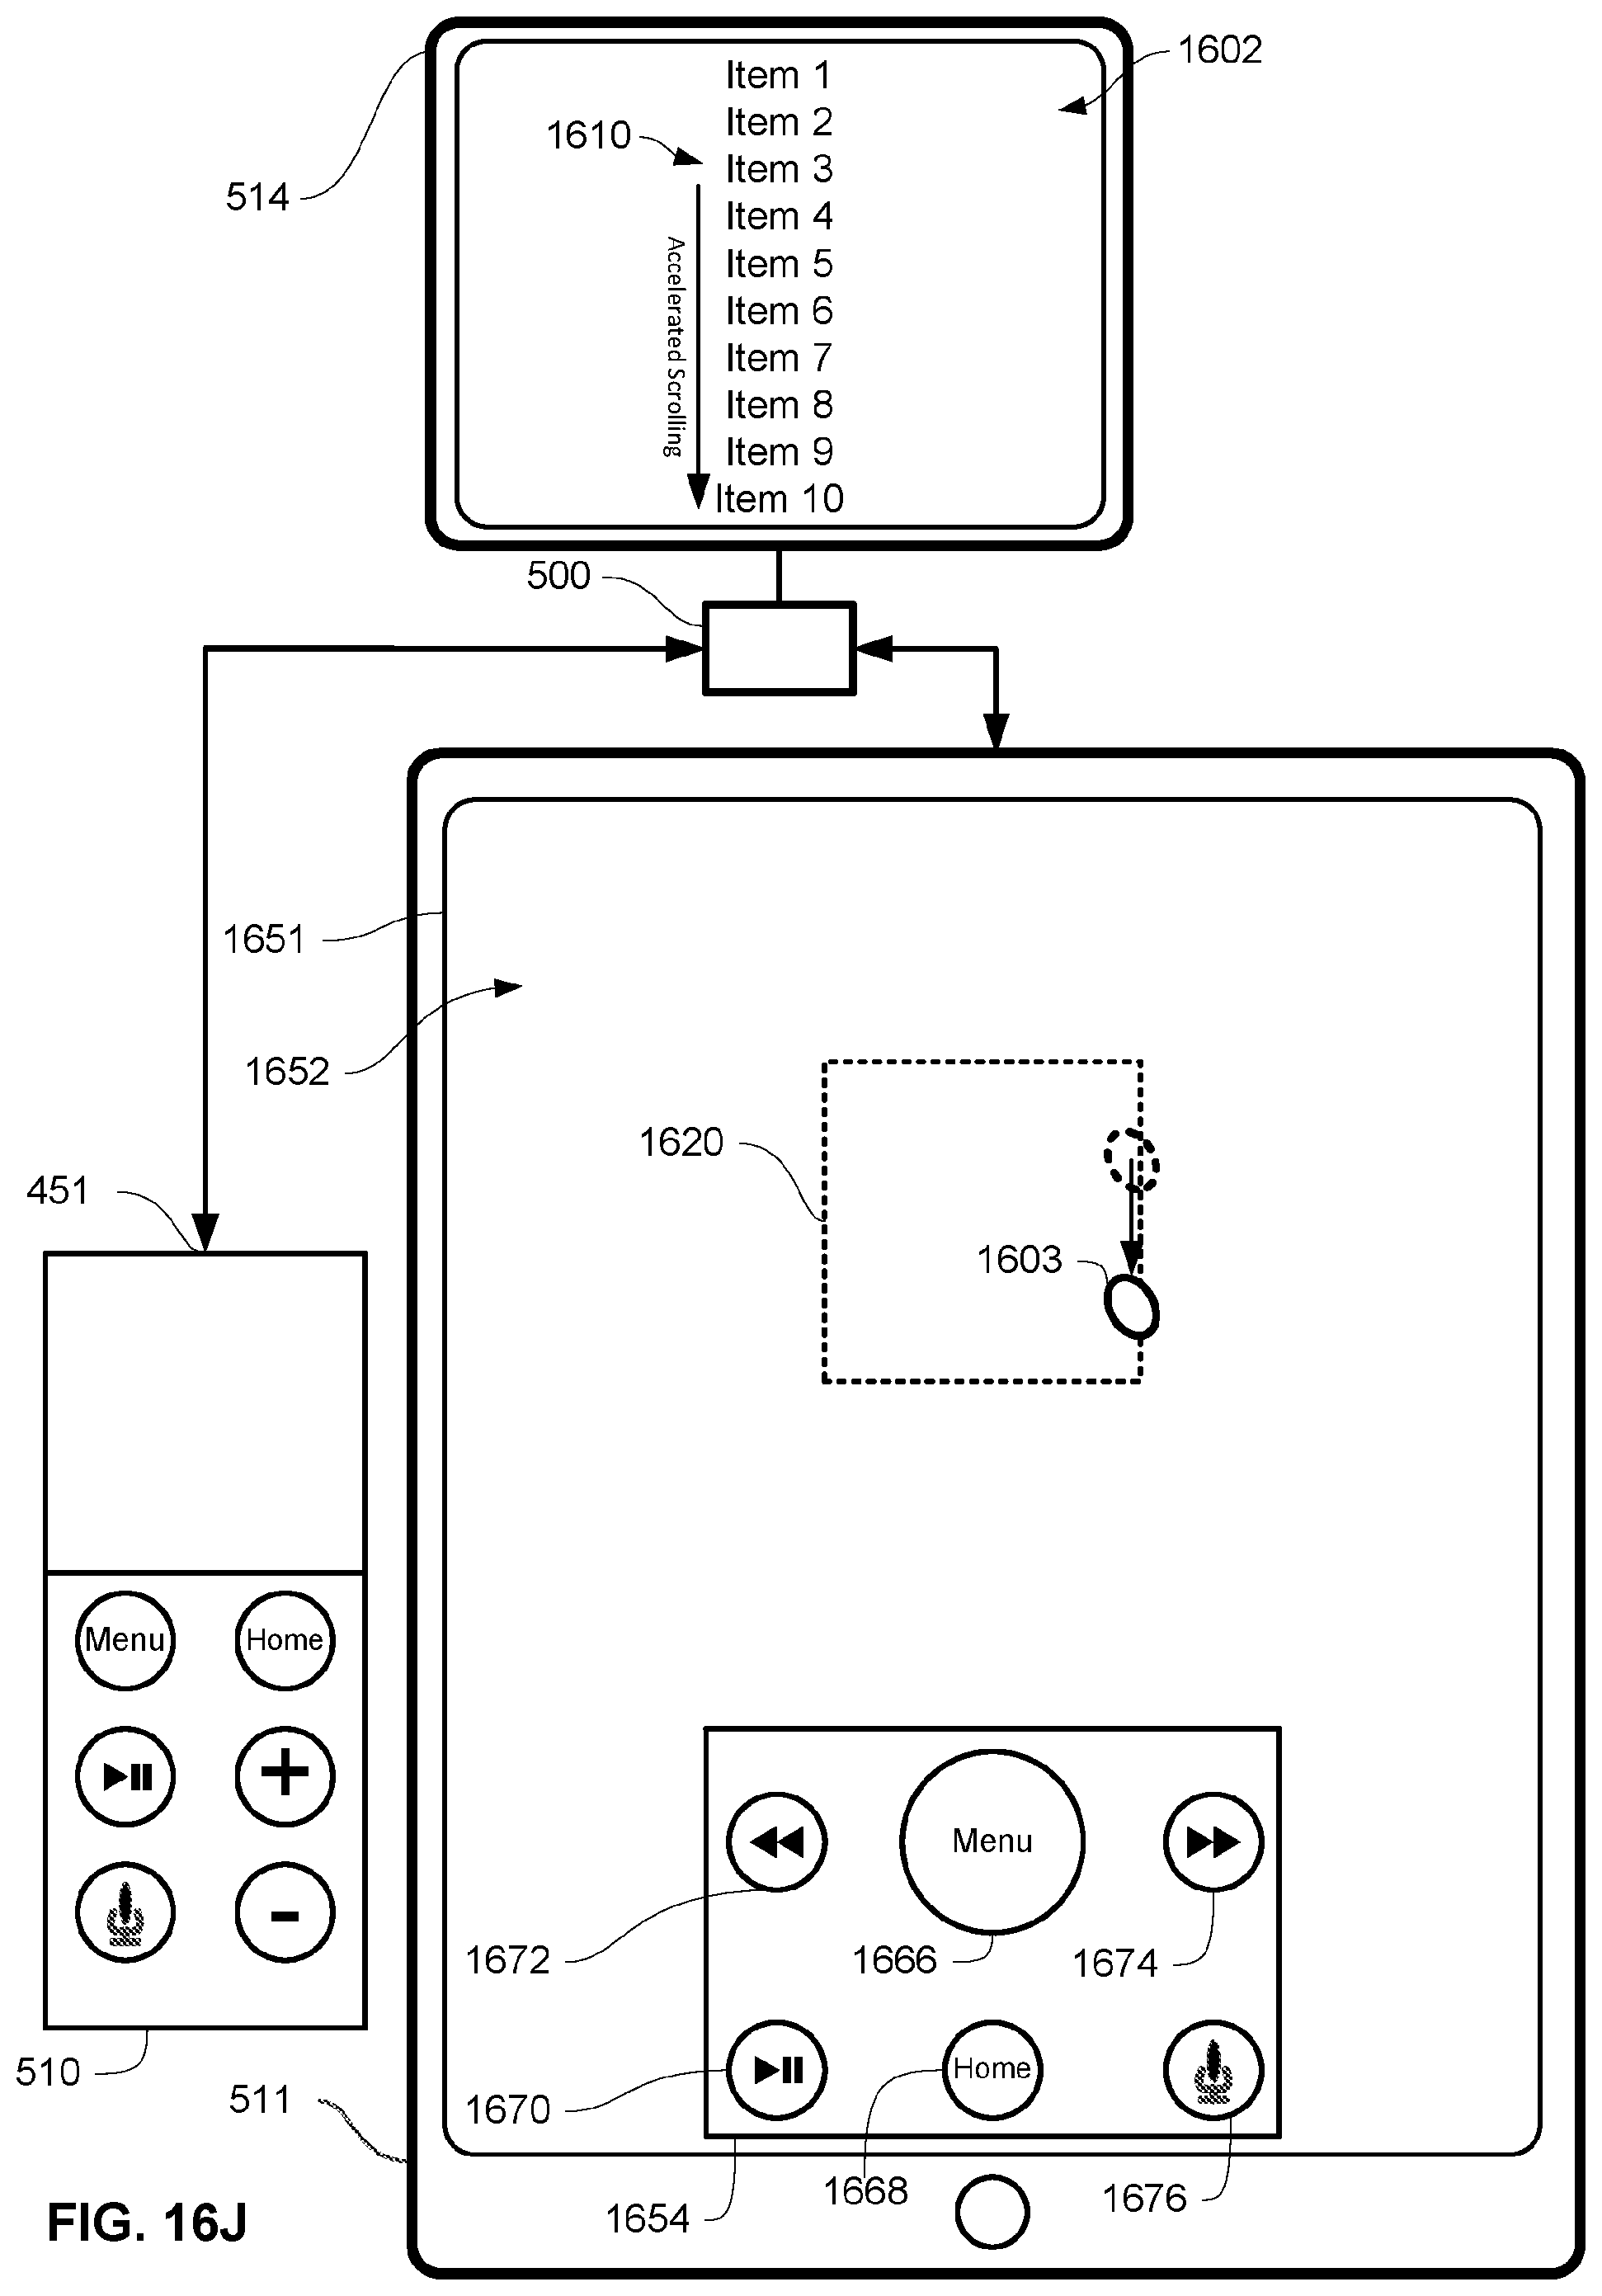 1602
Item 1
Item 2
1610
Item 3
514
Item 4
Item 5
Item 6
Item 7
Item 8
Item 9
Item 10
Accelerated Scrolling
500
1651
1652
1620
451
1603
Menu
Home
+
-
Menu
1672
1666
1674
510
511
1670
Home
1668
1676
1654
FIG. 16J